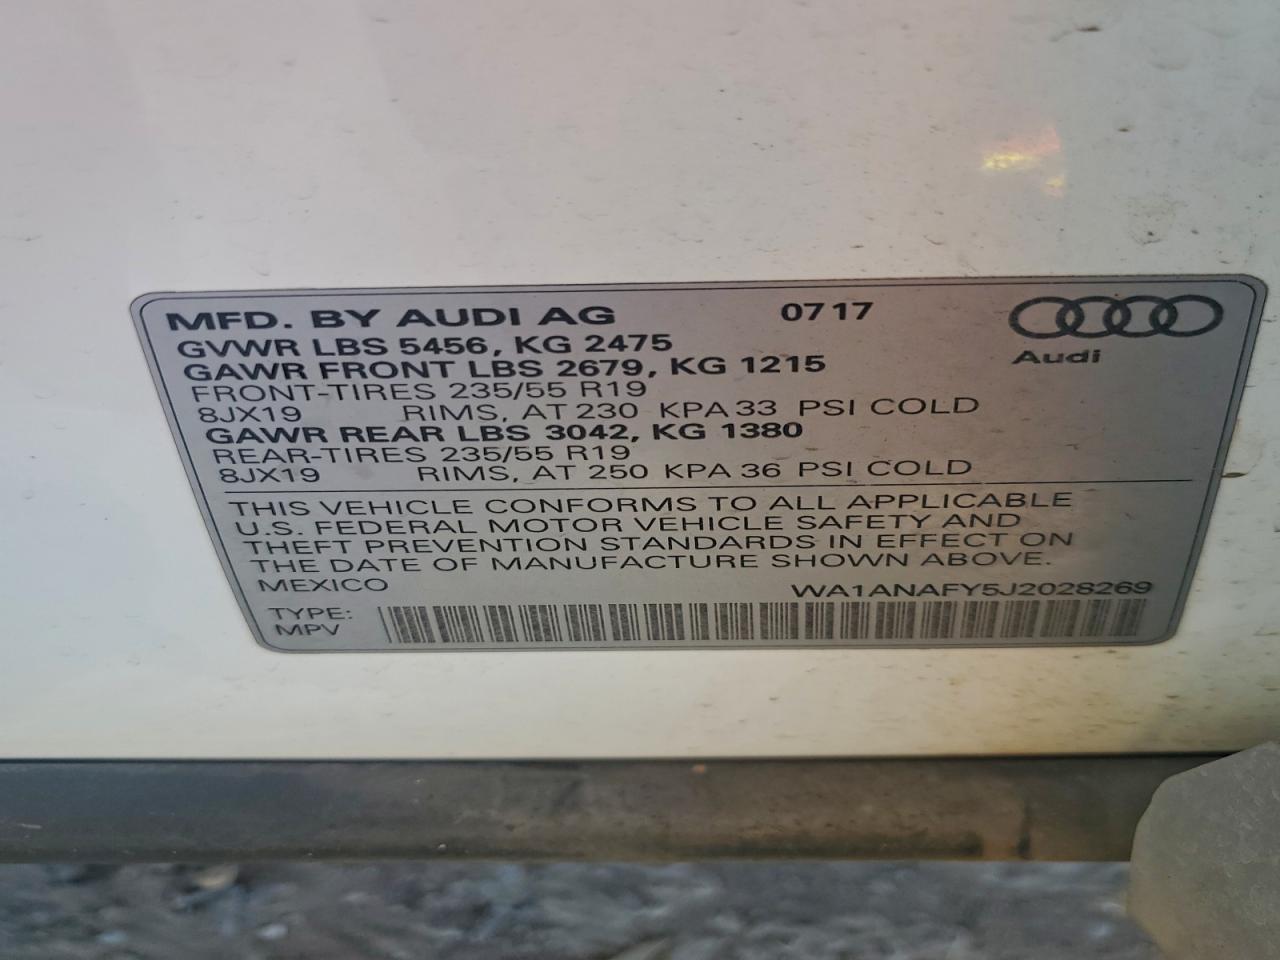 MFD. BY AUDI AG 0717
Audi
GVWR LBS 5456, KG 2475
GAWR FRONT LBS 2679, KG 1215
FRONT-TIRES 235/55 R19
8JX19 RIMS, AT 230 KPA 33 PSI COLD
GAWR REAR LBS 3042, KG 1380
REAR-TIRES 235/55 R19
8JX19 RIMS, AT 250 KPA 36 PSI COLD
THIS VEHICLE CONFORMS TO ALL APPLICABLE
U.S. FEDERAL MOTOR VEHICLE SAFETY AND
THEFT PREVENTION STANDARDS IN EFFECT ON
THE DATE OF MANUFACTURE SHOWN ABOVE.
MEXICO WA1ANAFY5J2028269
TYPE:
MPV